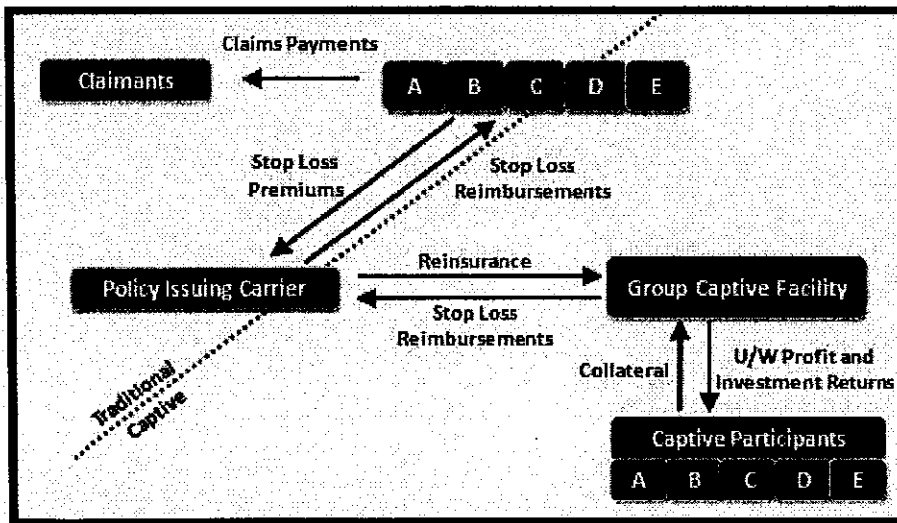 Claims Payments
Claimants
A B C D E
Stop Loss
Premiums
Stop Loss
Reimbursements
Policy Issuing Carrier
Reinsurance
Group Captive Facility
Stop Loss
Reimbursements
Collateral
U/W Profit and
Investment Returns
Traditional
Captive
Captive Participants
A B C D E